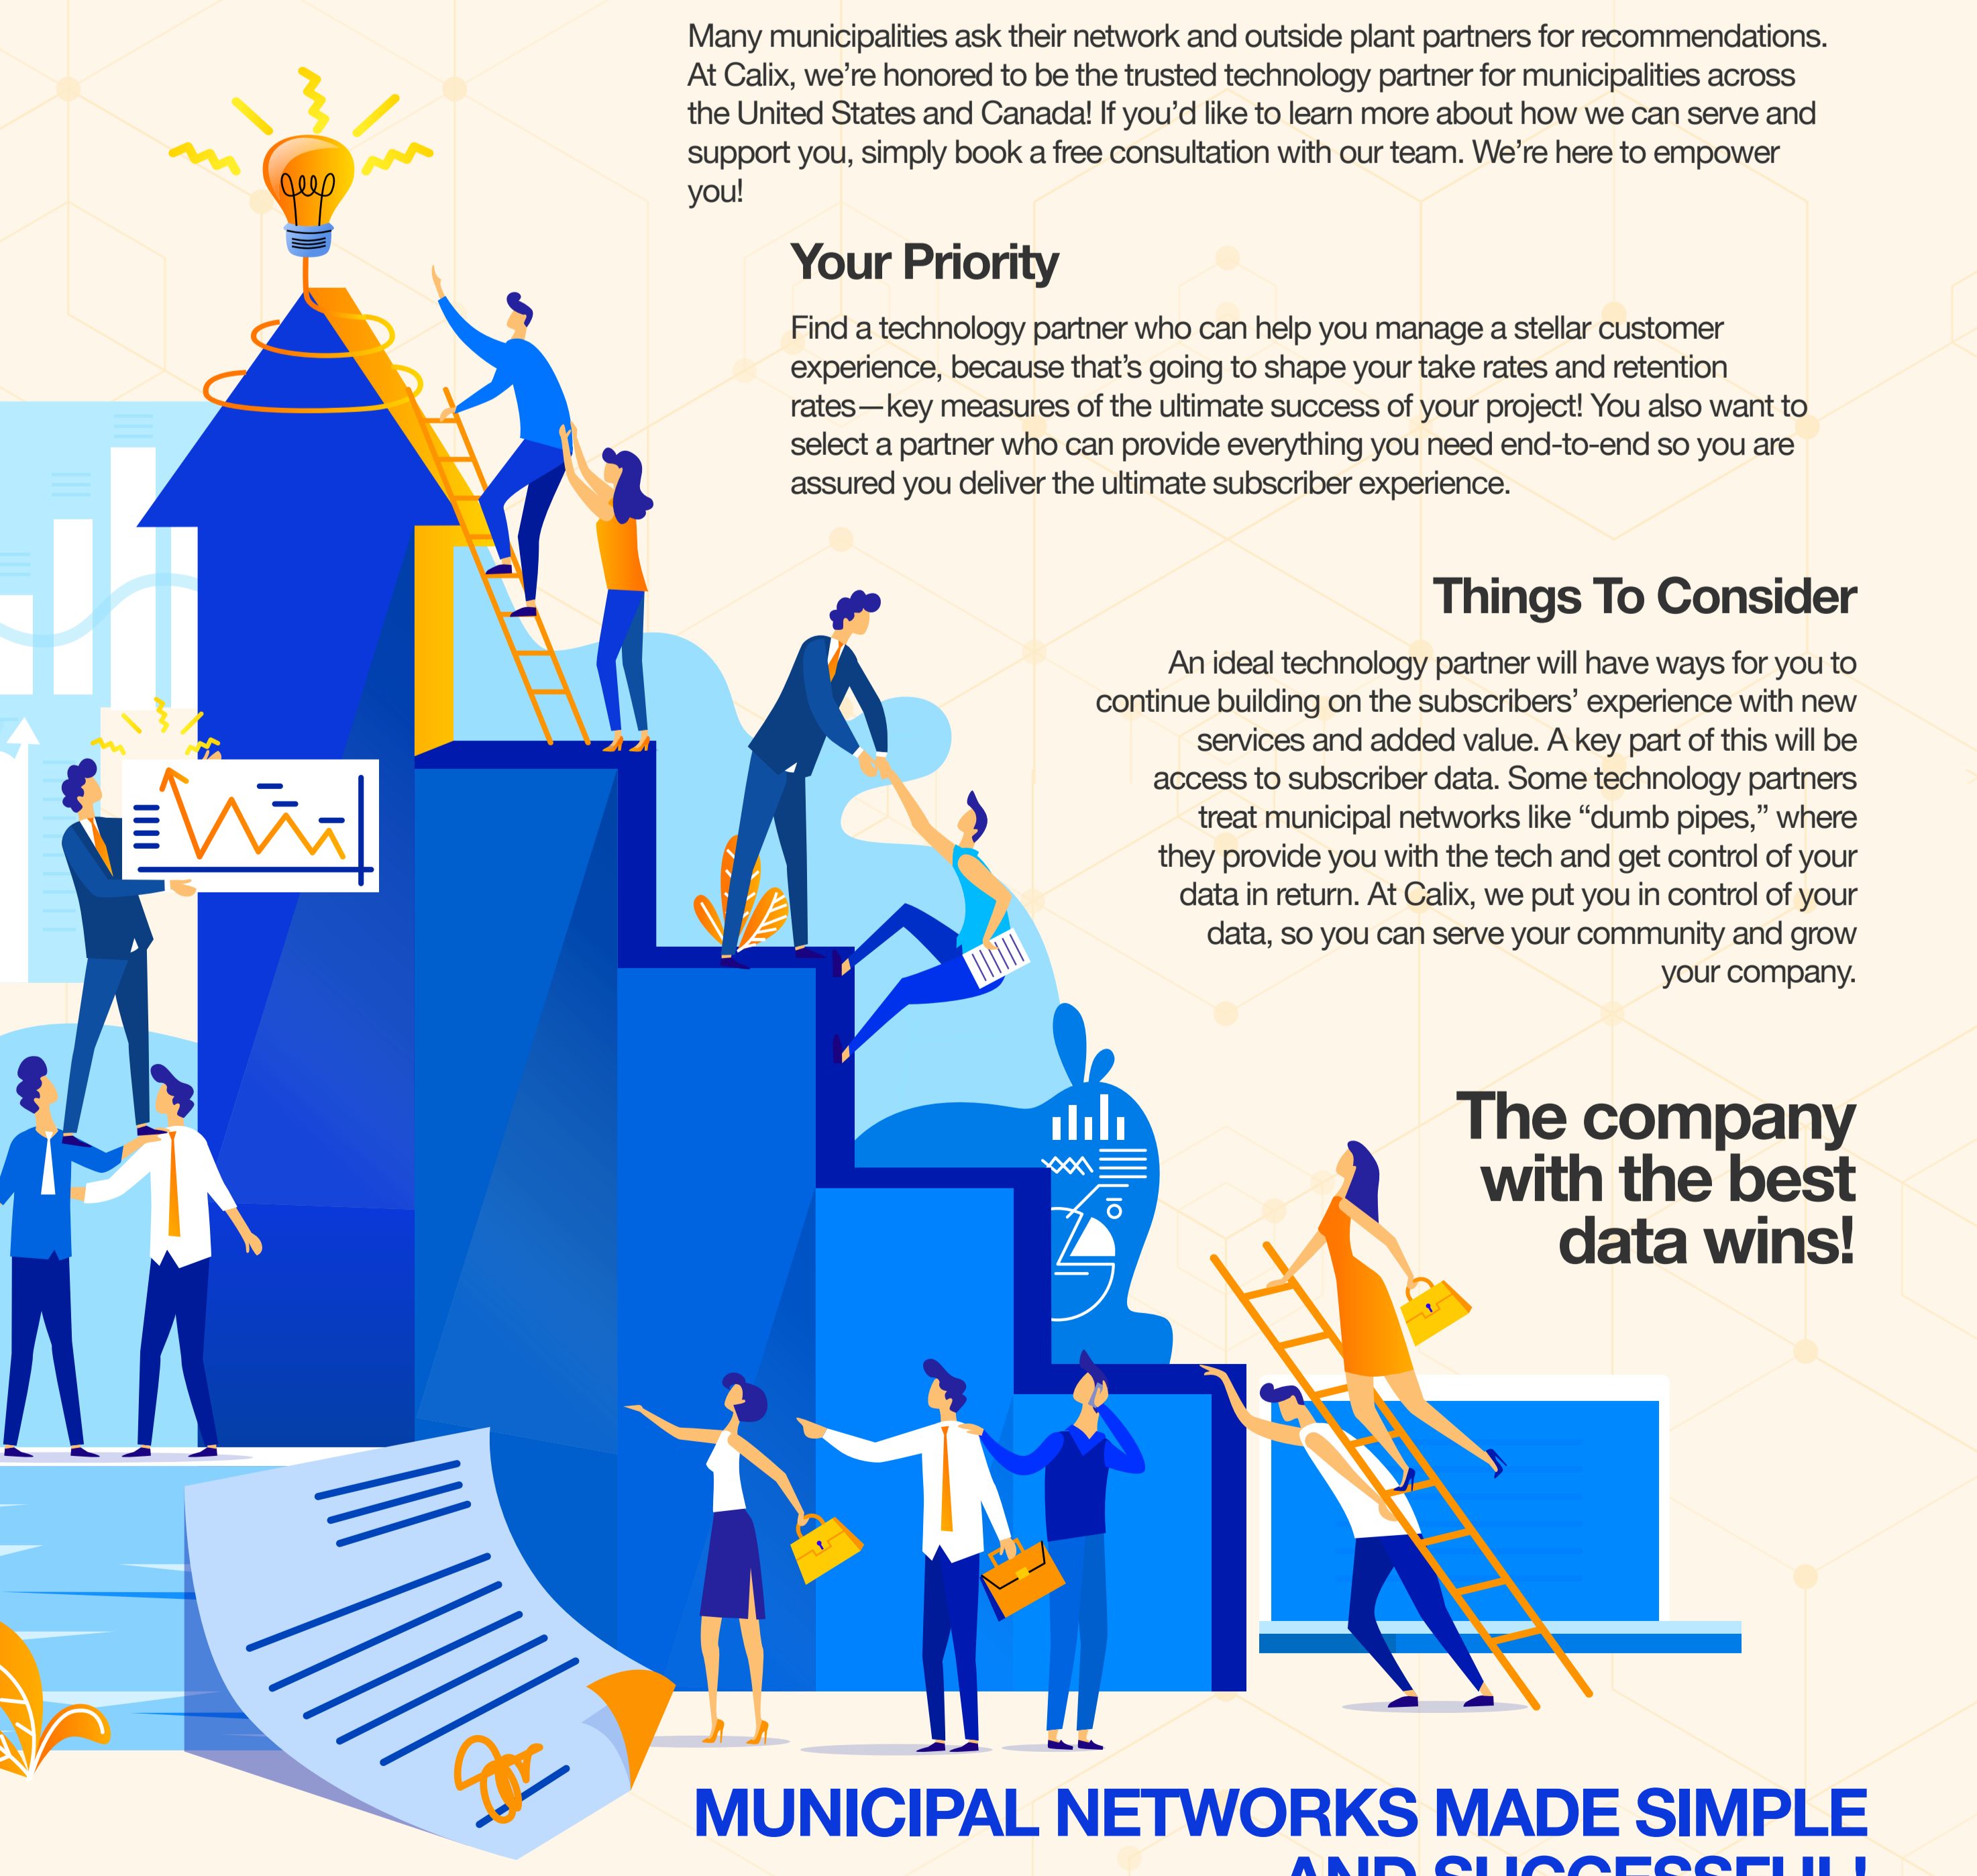 Many municipalities ask their network and outside plant partners for recommendations.
At Calix, we’re honored to be the trusted technology partner for municipalities across
the United States and Canada! If you’d like to learn more about how we can serve and
support you, simply book a free consultation with our team. We’re here to empower
you!
Your Priority
Find a technology partner who can help you manage a stellar customer
experience, because that’s going to shape your take rates and retention
rates—key measures of the ultimate success of your project! You also want to
select a partner who can provide everything you need end-to-end so you are
assured you deliver the ultimate subscriber experience.
Things To Consider
An ideal technology partner will have ways for you to
continue building on the subscribers’ experience with new
services and added value. A key part of this will be
access to subscriber data. Some technology partners
treat municipal networks like “dumb pipes,” where
they provide you with the tech and get control of your
data in return. At Calix, we put you in control of your
data, so you can serve your community and grow
your company.
The company
with the best
data wins!
MUNICIPAL NETWORKS MADE SIMPLE
AND SUCCESSFUL!